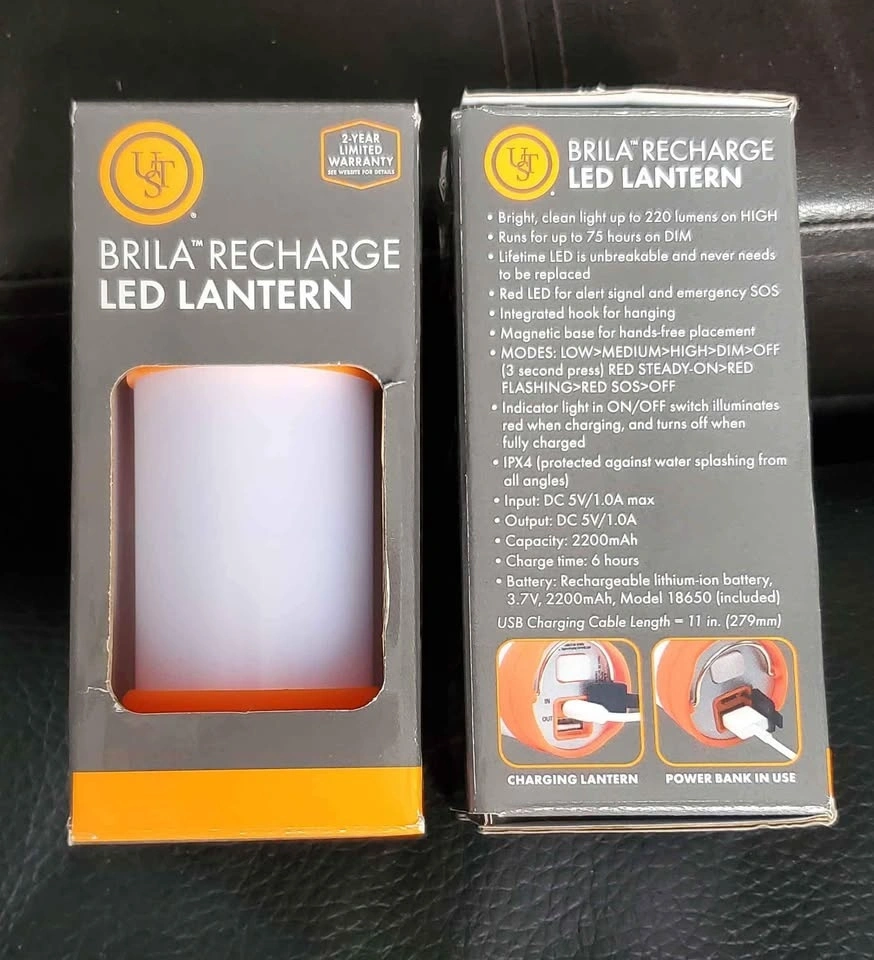 UST
®
2-YEAR
LIMITED
WARRANTY
SEE WEBSITE FOR DETAILS
BRILA™ RECHARGE
LED LANTERN
UST
BRILA™ RECHARGE
LED LANTERN
• Bright, clean light up to 220 lumens on HIGH
• Runs for up to 75 hours on DIM
• Lifetime LED is unbreakable and never needs
to be replaced
• Red LED for alert signal and emergency SOS
• Integrated hook for hanging
• Magnetic base for hands-free placement
• MODES: LOW>MEDIUM>HIGH>DIM>OFF
(3 second press) RED STEADY-ON>RED
FLASHING>RED SOS>OFF
• Indicator light in ON/OFF switch illuminates
red when charging, and turns off when
fully charged
• IPX4 (protected against water splashing from
all angles)
• Input: DC 5V/1.0A max
• Output: DC 5V/1.0A
• Capacity: 2200mAh
• Charge time: 6 hours
• Battery: Rechargeable lithium-ion battery,
3.7V, 2200mAh, Model 18650 (included)
USB Charging Cable Length = 11 in. (279mm)
IN
OUT
CHARGING LANTERN
POWER BANK IN USE